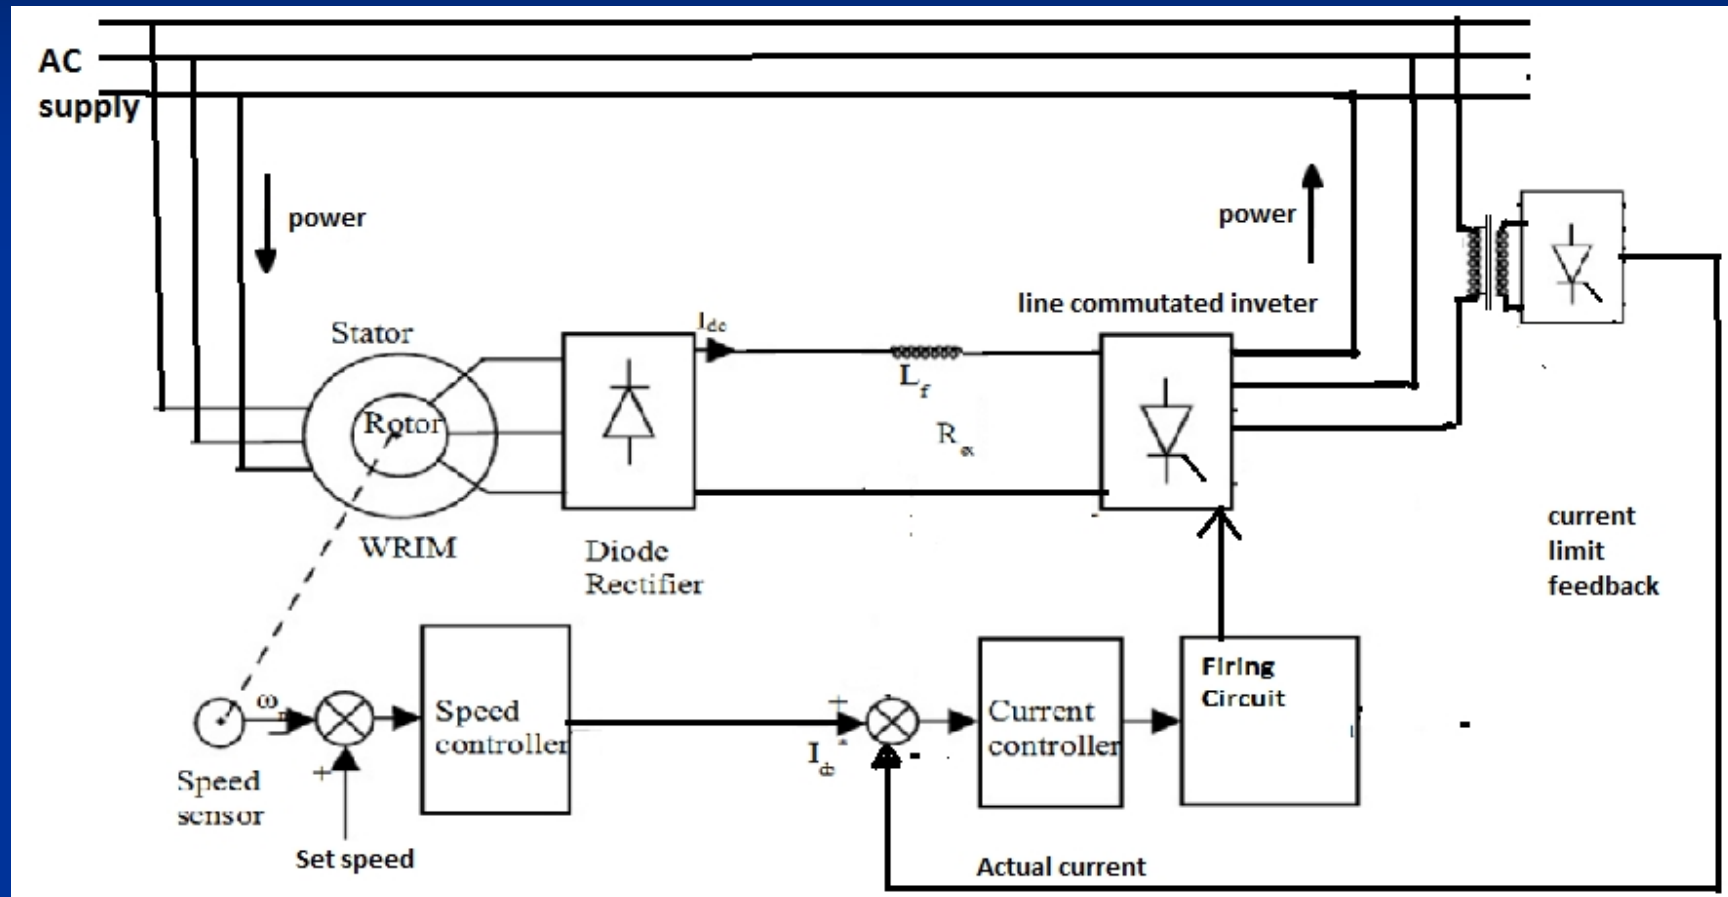 AC
supply
power
power
line commutated inveter
Stator
Idc
Lf
Rotor
WRIM
Diode
Rectifier
current
limit
feedback
Firing
Circuit
Speed
controller
Current
controller
+
+
-
Speed
sensor
Set speed
Actual current